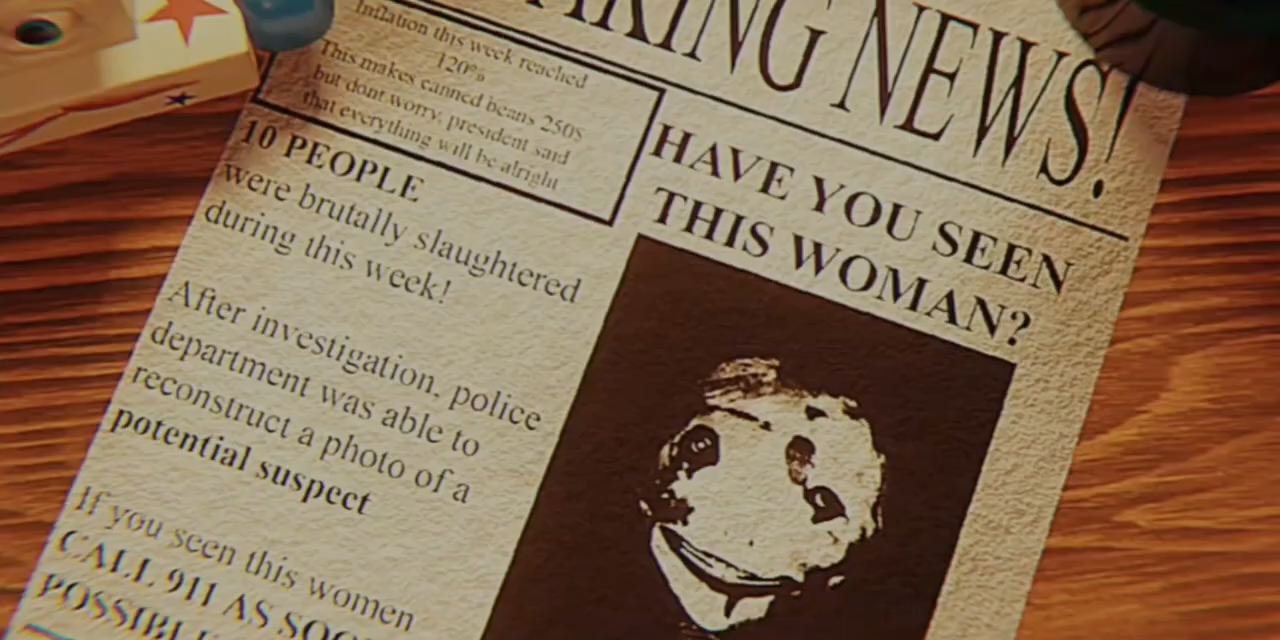 AKING NEWS!
Inflation this week reached
120%
This makes canned beans 250$
but dont worry, president said
that everything will be alright
10 PEOPLE
were brutally slaughtered
during this week!
After investigation, police
department was able to
reconstruct a photo of a
potential suspect
If you seen this women
CALL 911 AS SOO
POSSIBLE
HAVE YOU SEEN
THIS WOMAN?